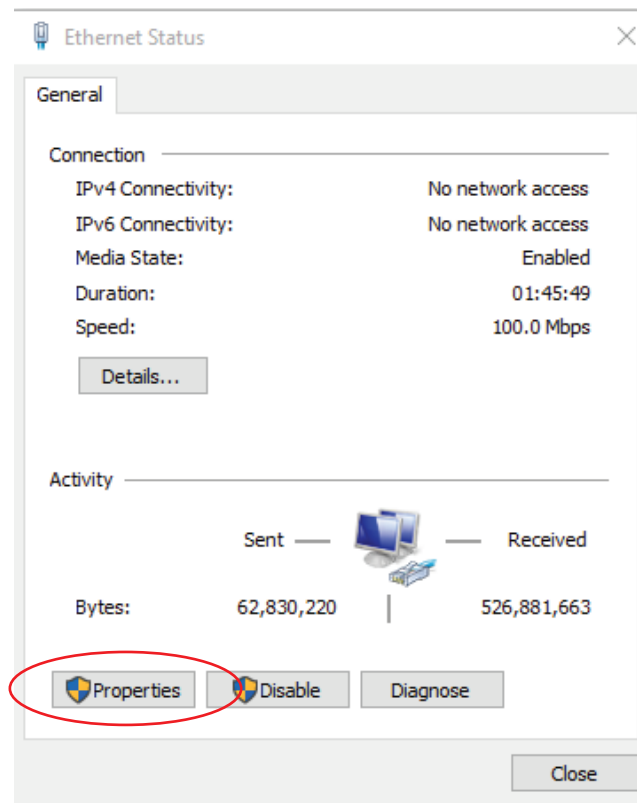 Ethernet Status
General
Connection
IPv4 Connectivity: No network access
IPv6 Connectivity: No network access
Media State: Enabled
Duration: 01:45:49
Speed: 100.0 Mbps
Details...
Activity
Sent Received
Bytes: 62,830,220 526,881,663
Properties Disable Diagnose
Close